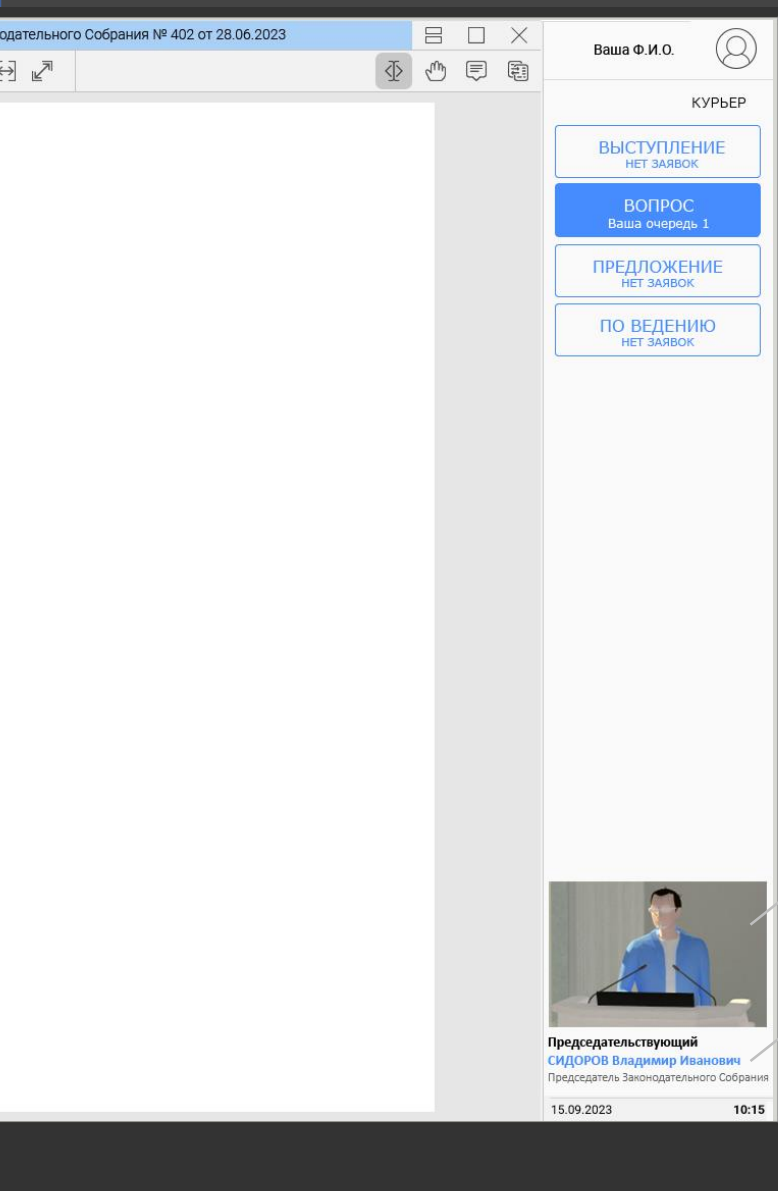 одательного Собрания № 402 от 28.06.2023
Ваша Ф.И.О.
КУРЬЕР
ВЫСТУПЛЕНИЕ
НЕТ ЗАЯВОК
ВОПРОС
Ваша очередь 1
ПРЕДЛОЖЕНИЕ
НЕТ ЗАЯВОК
ПО ВЕДЕНИЮ
НЕТ ЗАЯВОК
Председательствующий
СИДОРОВ Владимир Иванович
Председатель Законодательного Собрания
15.09.2023 10:15